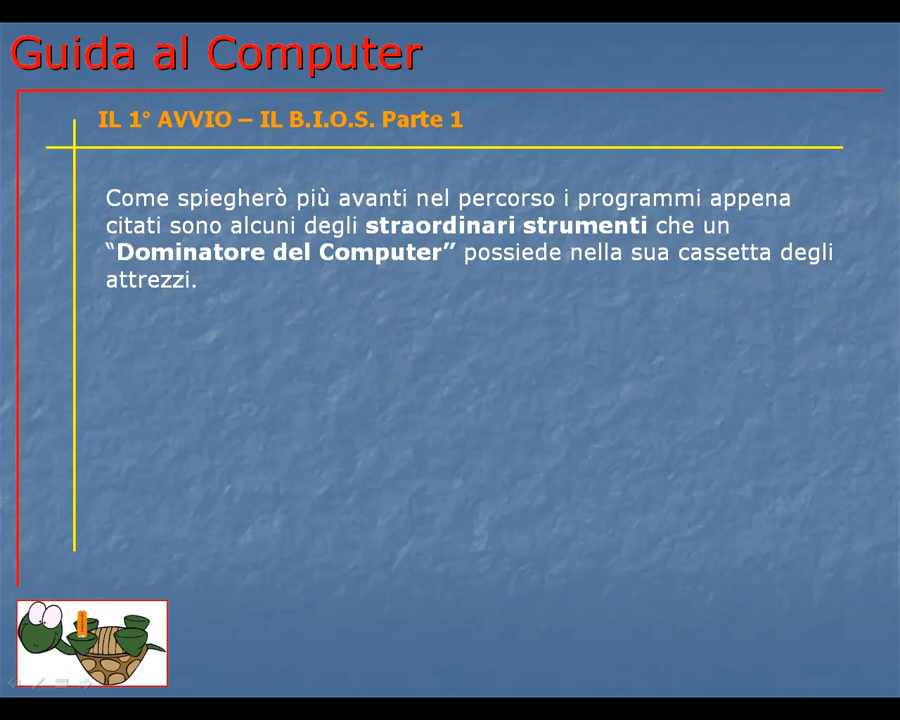 Guida al Computer
IL 1° AVVIO – IL B.I.O.S. Parte 1
Come spiegherò più avanti nel percorso i programmi appena
citati sono alcuni degli straordinari strumenti che un
“Dominatore del Computer” possiede nella sua cassetta degli
attrezzi.